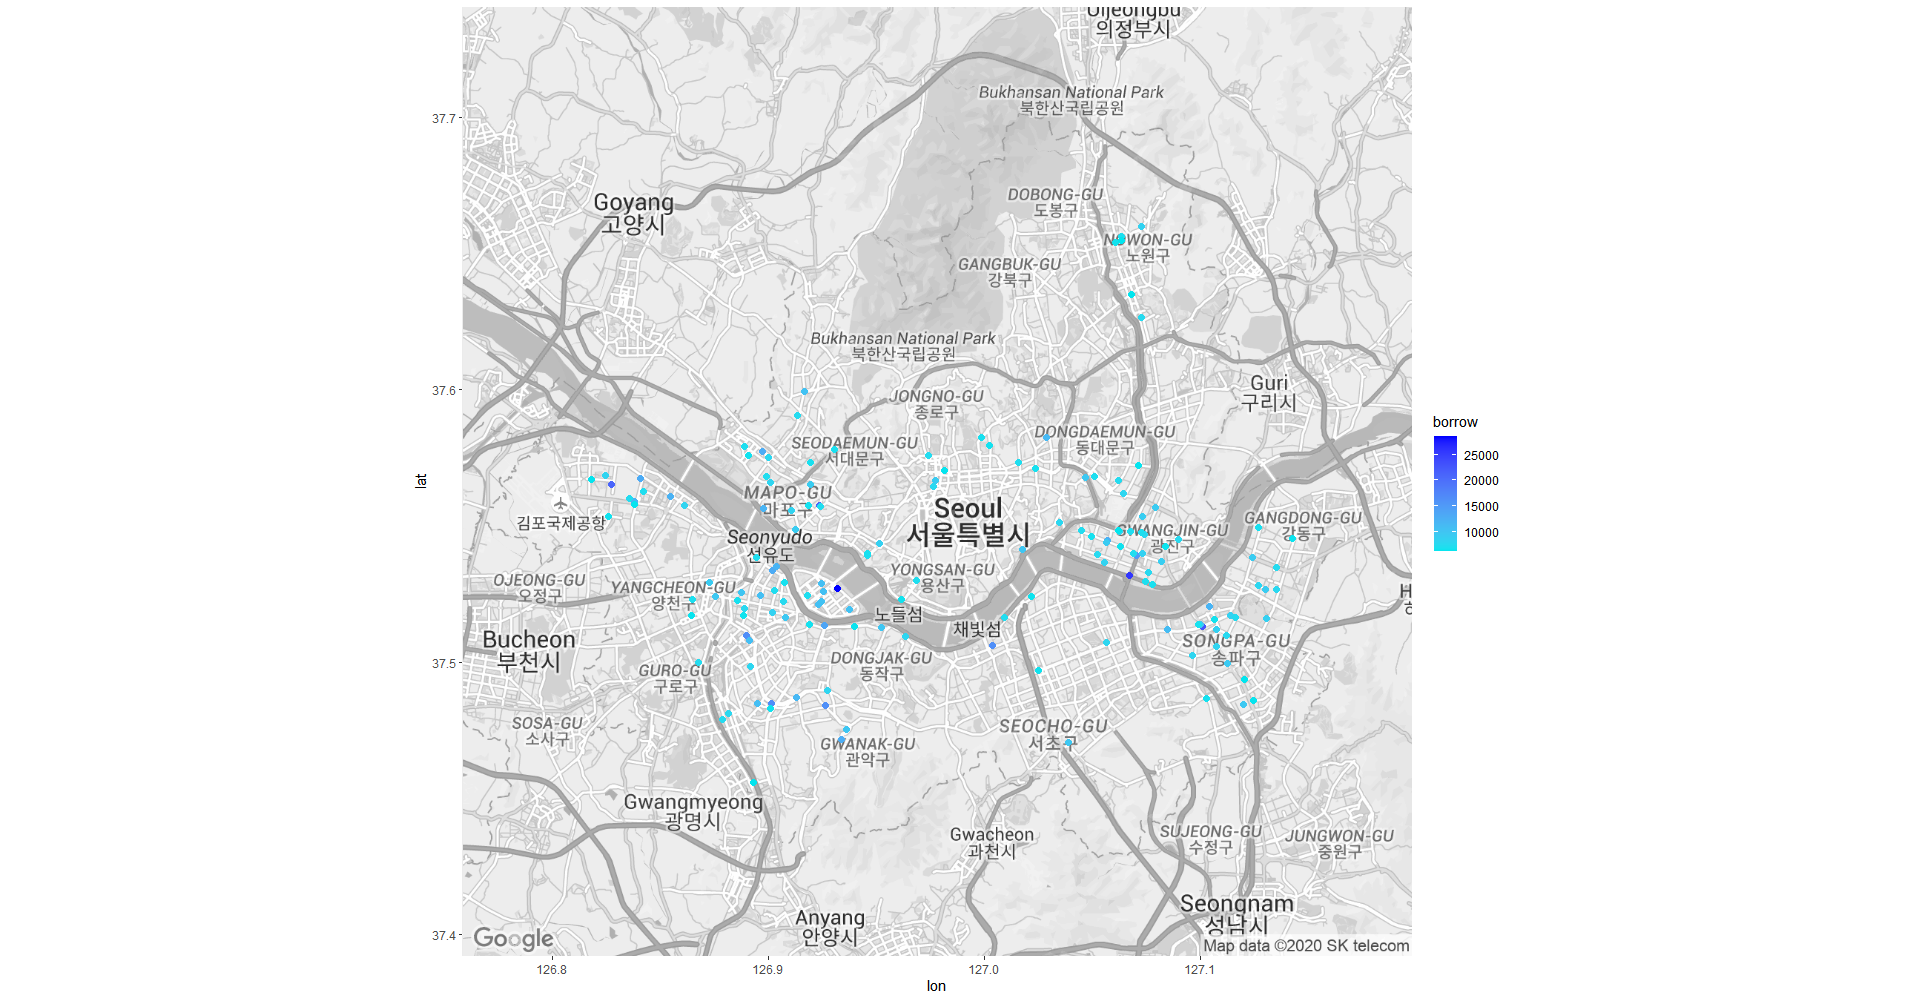 Uijeongbu
의정부시
Bukhansan National Park
북한산국립공원
37.7
DOBONG-GU
도봉구
Goyang
고양시
NOWON-GU
노원구
GANGBUK-GU
강북구
Bukhansan National Park
북한산국립공원
37.6
Guri
구리시
JONGNO-GU
종로구
borrow
SEODAEMUN-GU
서대문구
DONGDAEMUN-GU
동대문구
25000
20000
15000
10000
lat
MAPO-GU
마포구
Seoul
서울특별시
김포국제공항
GWANGJIN-GU
광진구
GANGDONG-GU
강동구
Seonyudo
선유도
YONGSAN-GU
용산구
OJEONG-GU
오정구
YANGCHEON-GU
양천구
노들섬
채빛섬
H
Bucheon
부천시
SONGPA-GU
송파구
37.5
DONGJAK-GU
동작구
GURO-GU
구로구
SOSA-GU
소사구
SEOCHO-GU
서초구
GWANAK-GU
관악구
Gwangmyeong
광명시
Gwacheon
과천시
SUJEONG-GU
수정구
JUNGWON-GU
중원구
Seongnam
성남시
Anyang
안양시
37.4
Google
Map data ©2020 SK telecom
126.8
126.9
127.0
127.1
lon